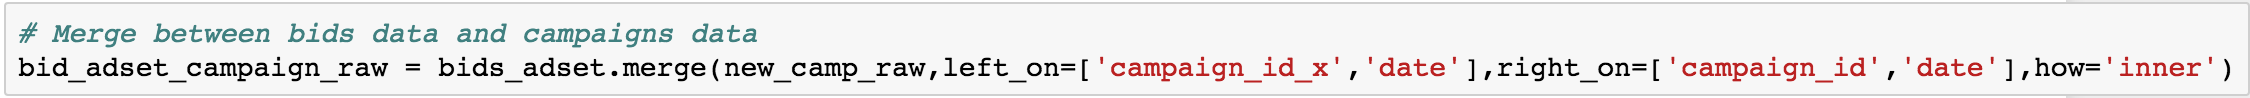 # Merge between bids data and campaigns data
bid_adset_campaign_raw = bids_adset.merge(new_camp_raw,left_on=['campaign_id_x','date'],right_on=['campaign_id','date'],how='inner')